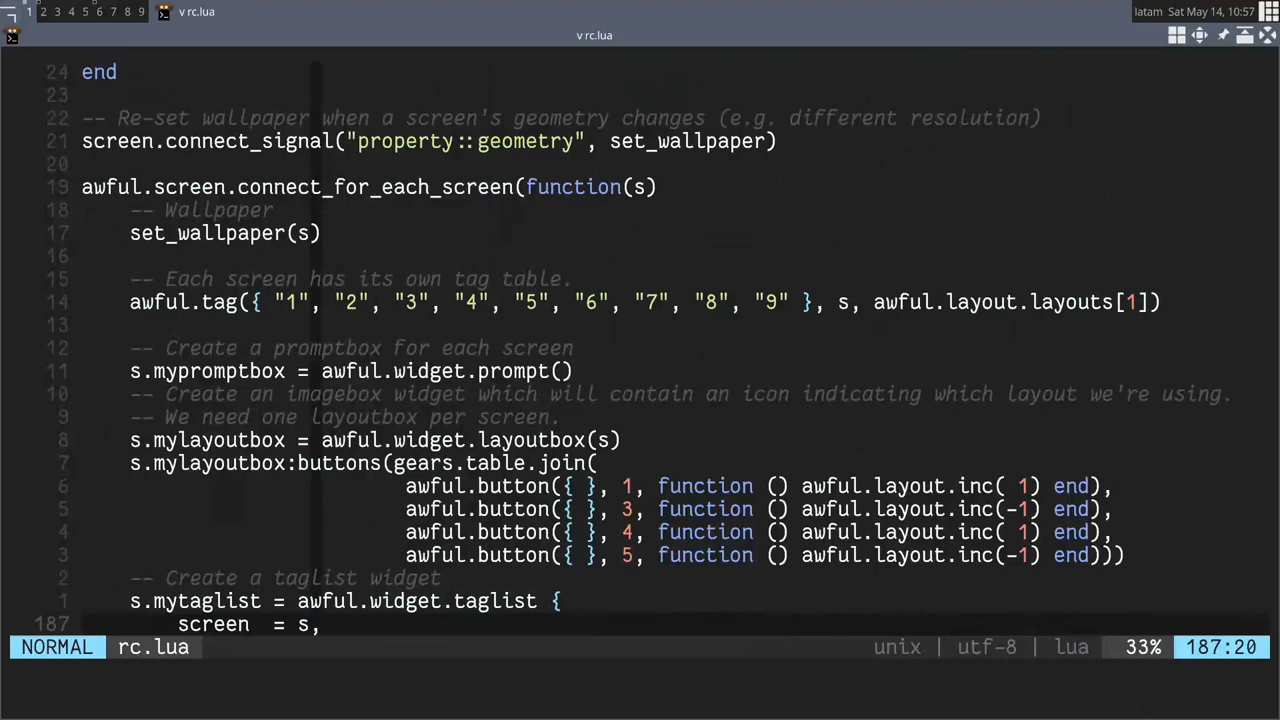 1 2 3 4 5 6 7 8 9 v rc.lua latam Sat May 14, 10:57
v rc.lua
24 end
23
22 -- Re-set wallpaper when a screen's geometry changes (e.g. different resolution)
21 screen.connect_signal("property::geometry", set_wallpaper)
20
19 awful.screen.connect_for_each_screen(function(s)
18     -- Wallpaper
17     set_wallpaper(s)
16
15     -- Each screen has its own tag table.
14     awful.tag({ "1", "2", "3", "4", "5", "6", "7", "8", "9" }, s, awful.layout.layouts[1])
13
12     -- Create a promptbox for each screen
11     s.mypromptbox = awful.widget.prompt()
10     -- Create an imagebox widget which will contain an icon indicating which layout we're using.
9     -- We need one layoutbox per screen.
8     s.mylayoutbox = awful.widget.layoutbox(s)
7     s.mylayoutbox:buttons(gears.table.join(
6                            awful.button({ }, 1, function () awful.layout.inc( 1) end),
5                            awful.button({ }, 3, function () awful.layout.inc(-1) end),
4                            awful.button({ }, 4, function () awful.layout.inc( 1) end),
3                            awful.button({ }, 5, function () awful.layout.inc(-1) end)))
2     -- Create a taglist widget
1     s.mytaglist = awful.widget.taglist {
187         screen  = s,
NORMAL rc.lua unix | utf-8 | lua 33% 187:20